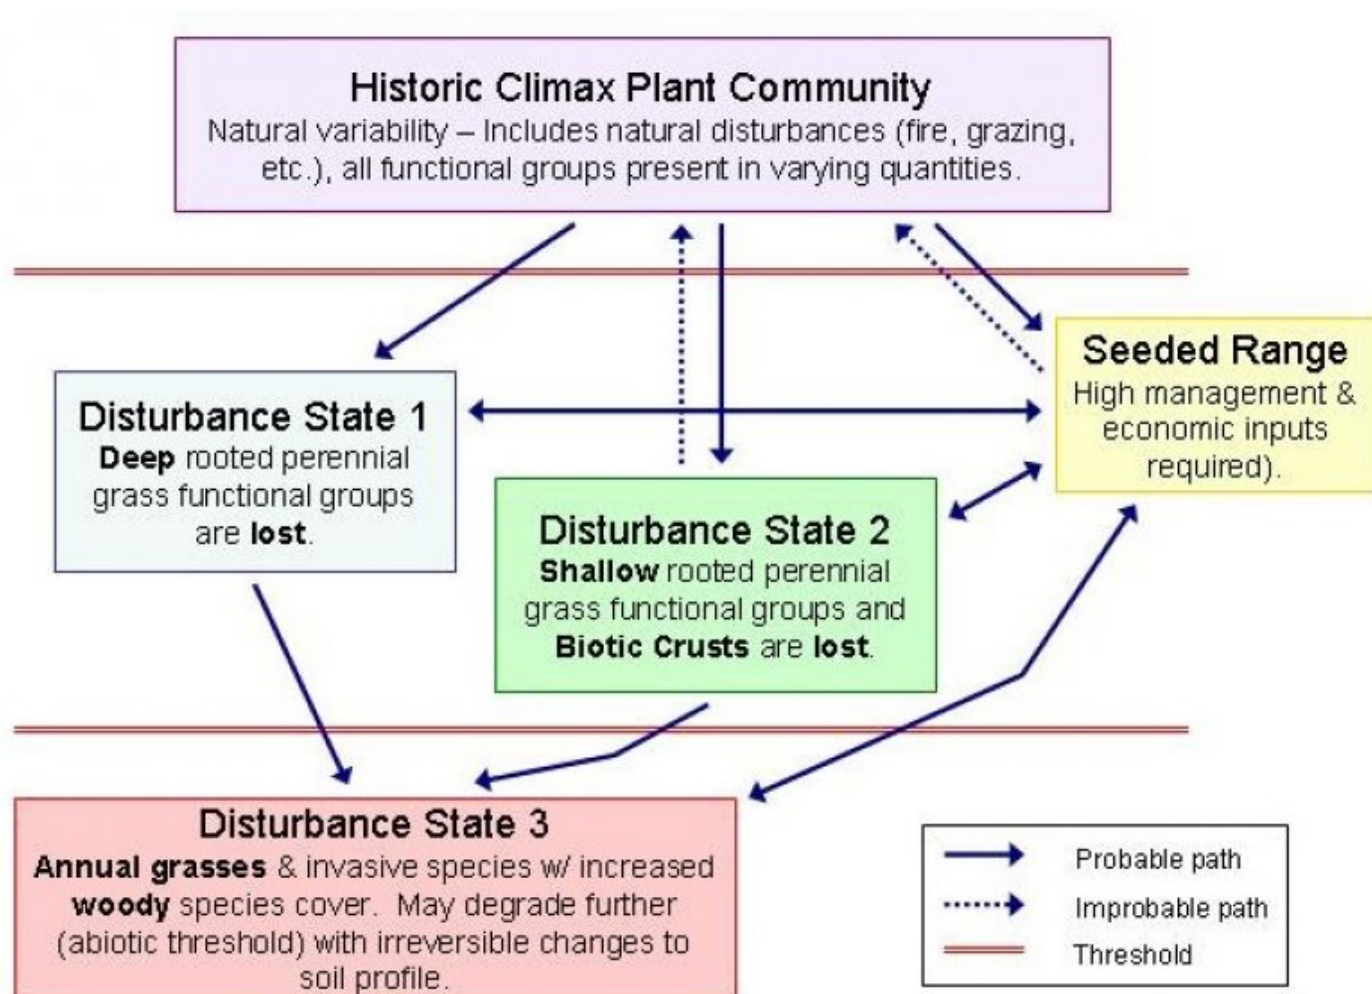 Historic Climax Plant Community
Natural variability – Includes natural disturbances (fire, grazing,
etc.), all functional groups present in varying quantities.
Seeded Range
High management &
economic inputs
required).
Disturbance State 1
Deep rooted perennial
grass functional groups
are lost.
Disturbance State 2
Shallow rooted perennial
grass functional groups and
Biotic Crusts are lost.
Disturbance State 3
Annual grasses & invasive species w/ increased
woody species cover. May degrade further
(abiotic threshold) with irreversible changes to
soil profile.
Probable path
Improbable path
Threshold